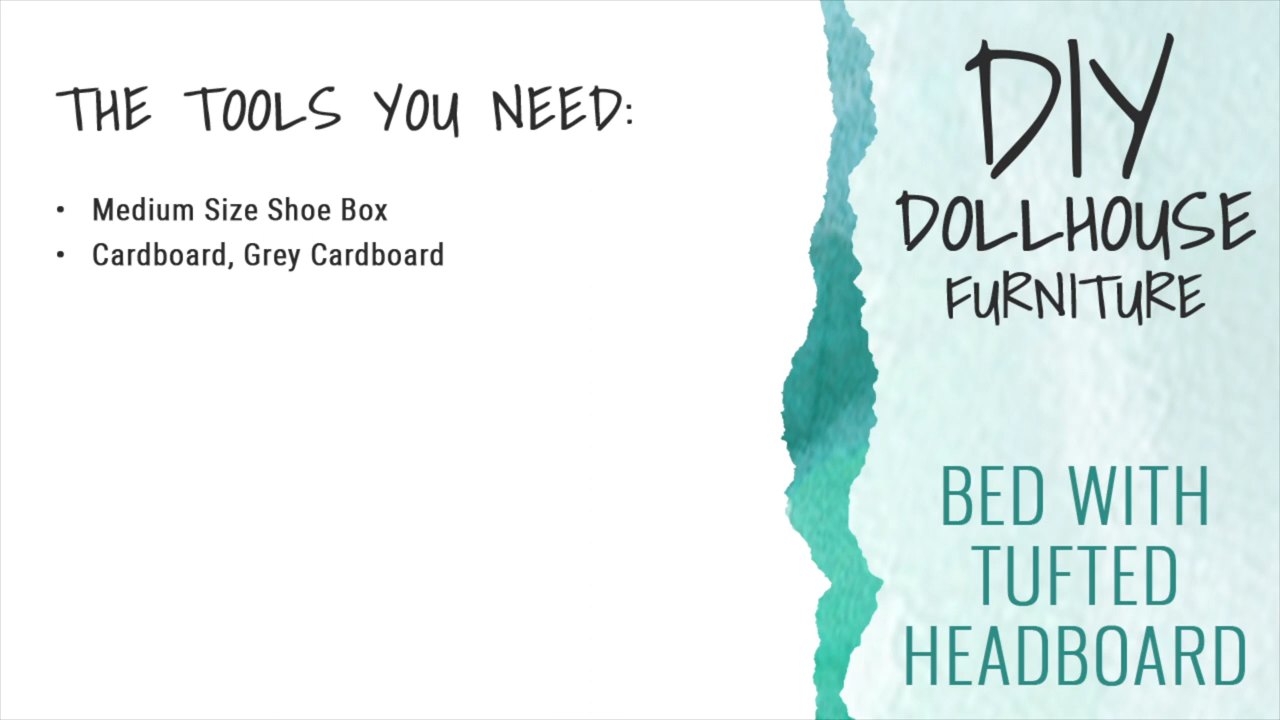 THE TOOLS YOU NEED:
• Medium Size Shoe Box
• Cardboard, Grey Cardboard
DIY
DOLLHOUSE
FURNITURE
BED WITH
TUFTED
HEADBOARD